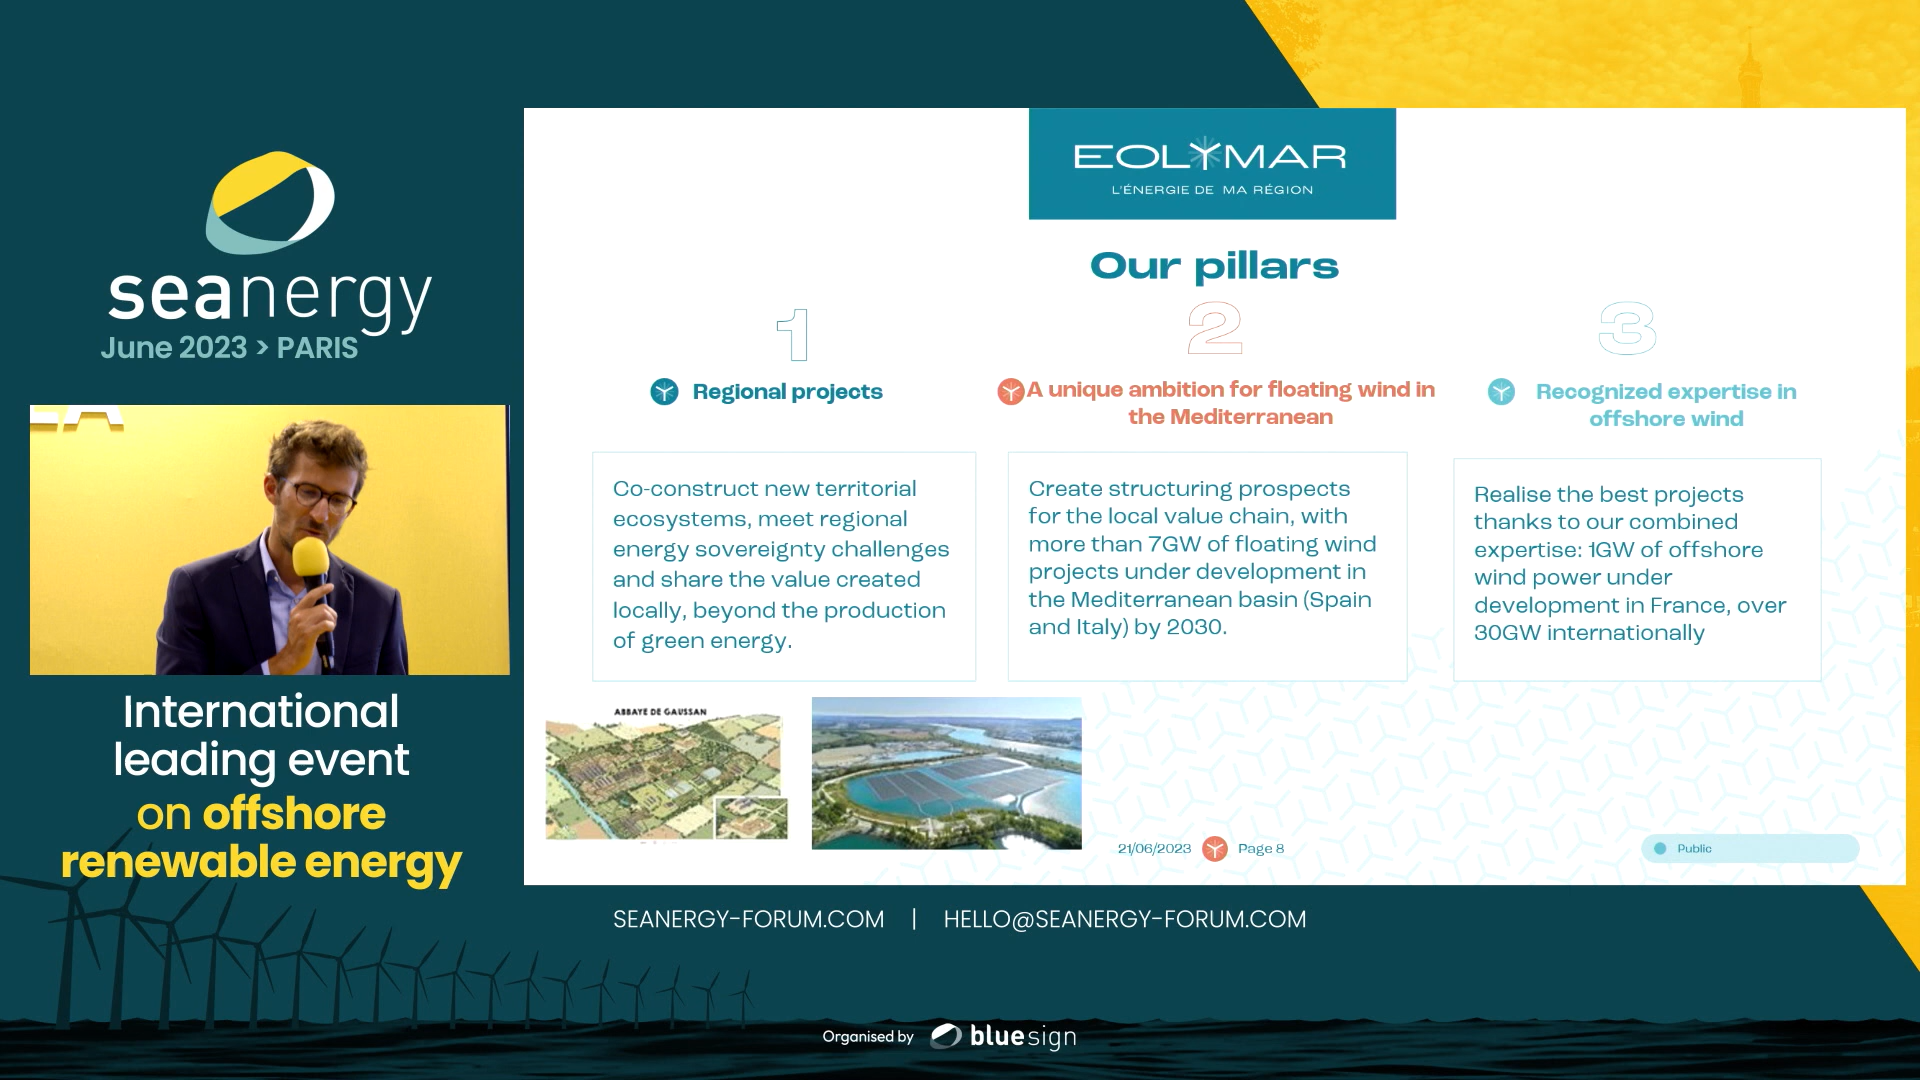 seanergy
June 2023 > PARIS
International
leading event
on offshore
renewable energy
EOLYMAR
L'ÉNERGIE DE MA RÉGION
Our pillars
1
Regional projects
Co-construct new territorial
ecosystems, meet regional
energy sovereignty challenges
and share the value created
locally, beyond the production
of green energy.
2
A unique ambition for floating wind in
the Mediterranean
Create structuring prospects
for the local value chain, with
more than 7GW of floating wind
projects under development in
the Mediterranean basin (Spain
and Italy) by 2030.
3
Recognized expertise in
offshore wind
Realise the best projects
thanks to our combined
expertise: 1GW of offshore
wind power under
development in France, over
30GW internationally
ABBAYE DE GAUSSAN
21/06/2023 Page 8
Public
SEANERGY-FORUM.COM | HELLO@SEANERGY-FORUM.COM
Organised by bluesign